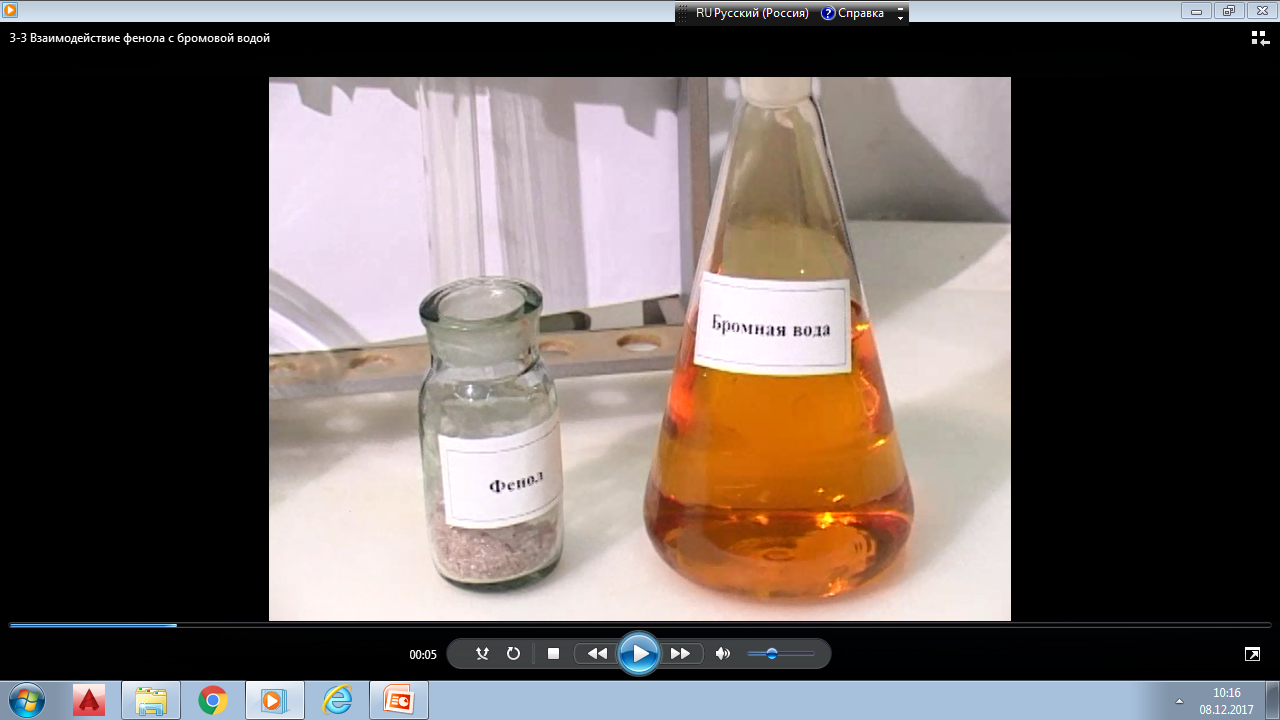 RU Русский (Россия) ? Справка
3-3 Взаимодействие фенола с бромовой водой
Бромная вода
Фенол
00:05
10:16
08.12.2017